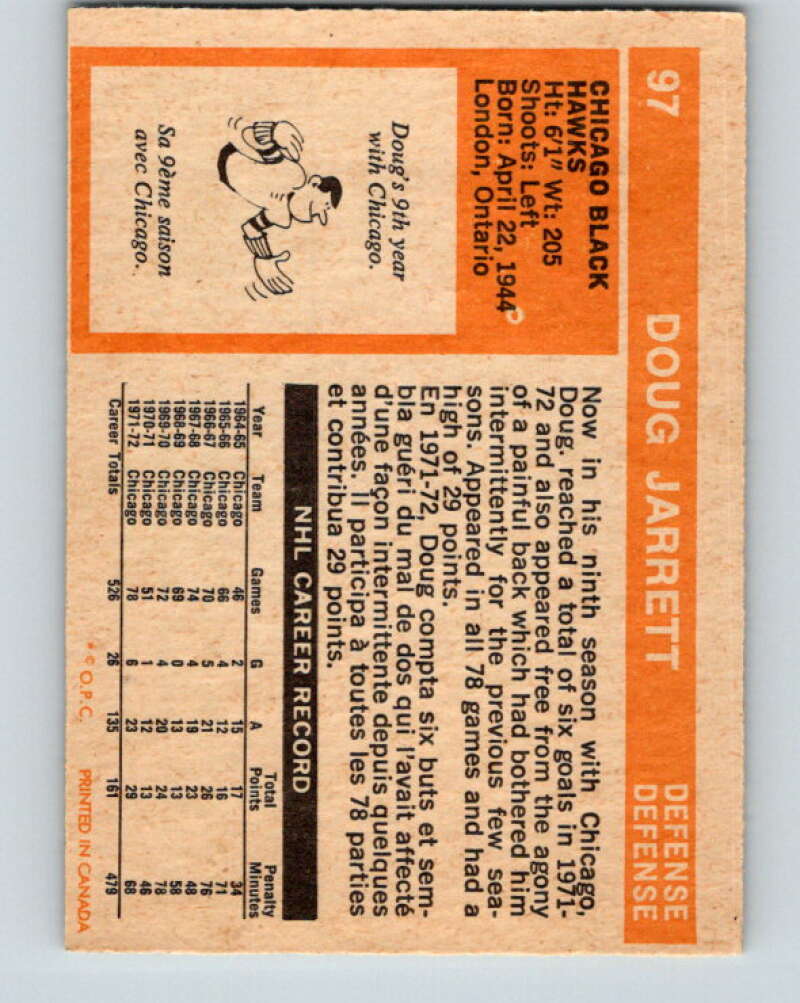 97 DOUG JARRETT DEFENSE
DEFENSE
CHICAGO BLACK
HAWKS
Ht: 6'1" Wt: 205
Shoots: Left
Born: April 22, 1944
London, Ontario
Doug's 9th year
with Chicago.
Sa 9ème saison
avec Chicago.
Now in his ninth season with Chicago,
Doug. reached a total of six goals in 1971-
72 and also appeared free from the agony
of a painful back which had bothered him
intermittently for the previous few sea-
sons. Appeared in all 78 games and had a
high of 29 points.
En 1971-72, Doug compta six buts et sem-
bla guéri du mal de dos qui l'avait affecté
d'une façon intermittente depuis quelques
années. Il participa à toutes les 78 parties
et contribua 29 points.
NHL CAREER RECORD
Year Team Games G A Total Points Penalty Minutes
1964-65 Chicago 46 2 15 17 34
1965-66 Chicago 66 4 12 16 71
1966-67 Chicago 70 5 21 26 76
1967-68 Chicago 74 4 19 23 48
1968-69 Chicago 69 0 13 13 58
1969-70 Chicago 72 4 20 24 78
1970-71 Chicago 51 1 12 13 46
1971-72 Chicago 78 6 23 29 68
Career Totals 526 26 135 161 479
* © O.P.C. PRINTED IN CANADA